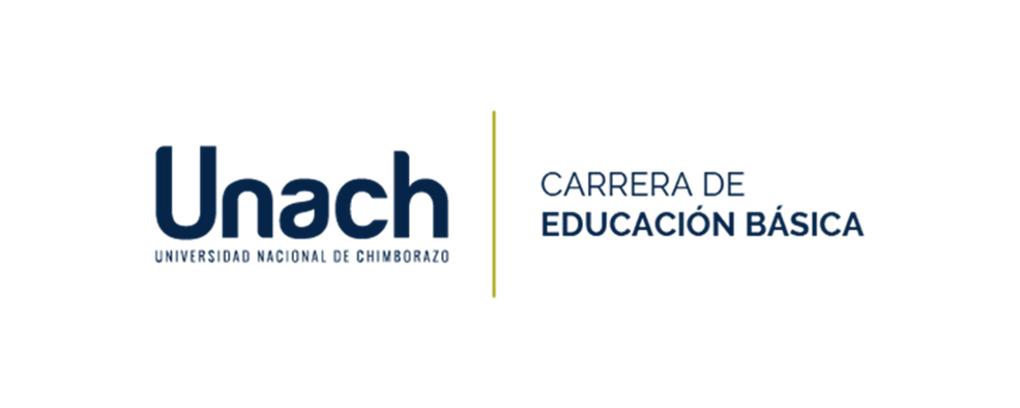 Unach
UNIVERSIDAD NACIONAL DE CHIMBORAZO
CARRERA DE
EDUCACIÓN BÁSICA